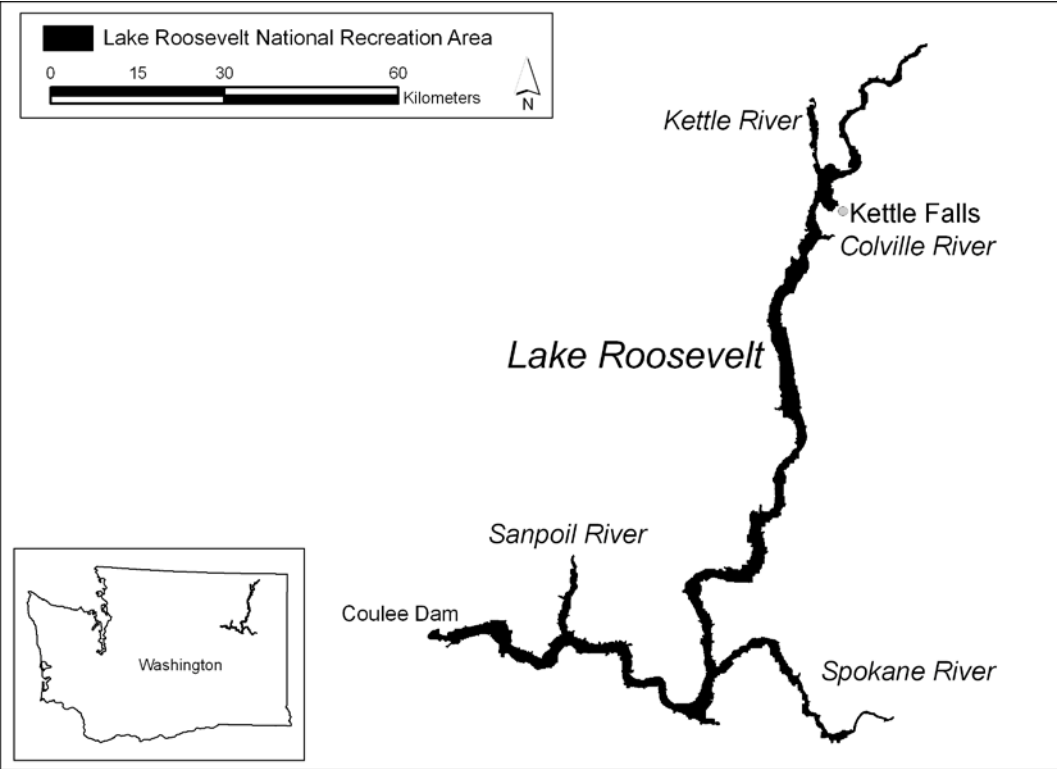 Lake Roosevelt National Recreation Area
0 15 30 60
Kilometers
N
Kettle River
Kettle Falls
Colville River
Lake Roosevelt
Sanpoil River
Coulee Dam
Spokane River
Washington